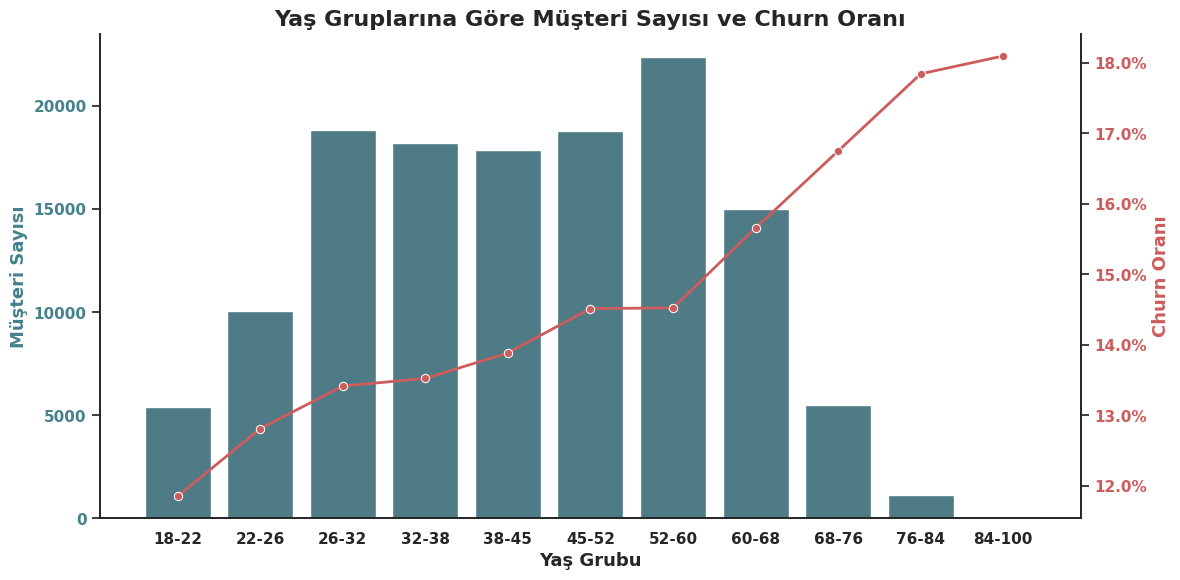 Yaş Gruplarına Göre Müşteri Sayısı ve Churn Oranı
Müşteri Sayısı
20000
15000
10000
5000
0
18.0%
17.0%
16.0%
15.0%
14.0%
13.0%
12.0%
Churn Oranı
18-22 22-26 26-32 32-38 38-45 45-52 52-60 60-68 68-76 76-84 84-100
Yaş Grubu